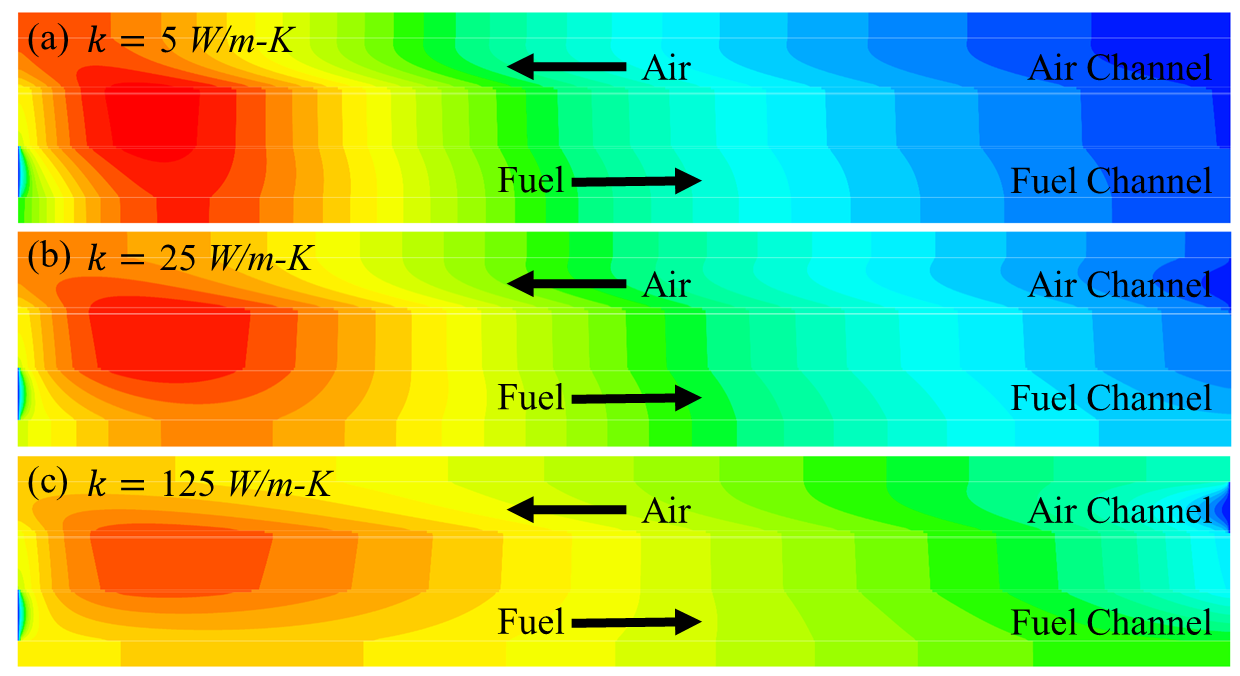 (a) k = 5 W/m-K
Air
Air Channel
Fuel
Fuel Channel
(b) k = 25 W/m-K
Air
Air Channel
Fuel
Fuel Channel
(c) k = 125 W/m-K
Air
Air Channel
Fuel
Fuel Channel